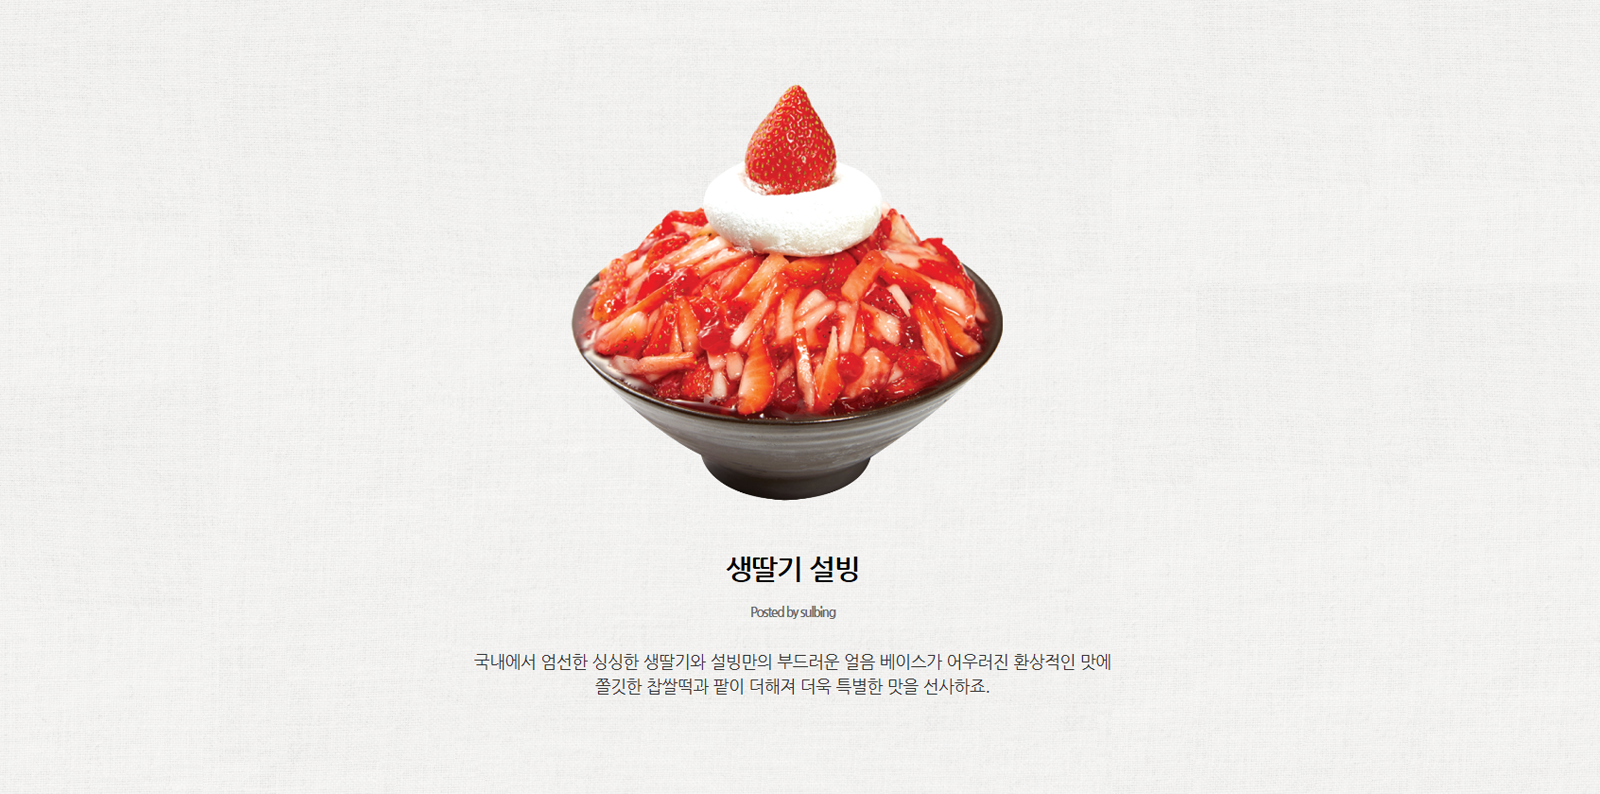 생딸기 설빙
Posted by sulbing
국내에서 엄선한 싱싱한 생딸기와 설빙만의 부드러운 얼음 베이스가 어우러진 환상적인 맛에
쫄깃한 찹쌀떡과 팥이 더해져 더욱 특별한 맛을 선사하죠.